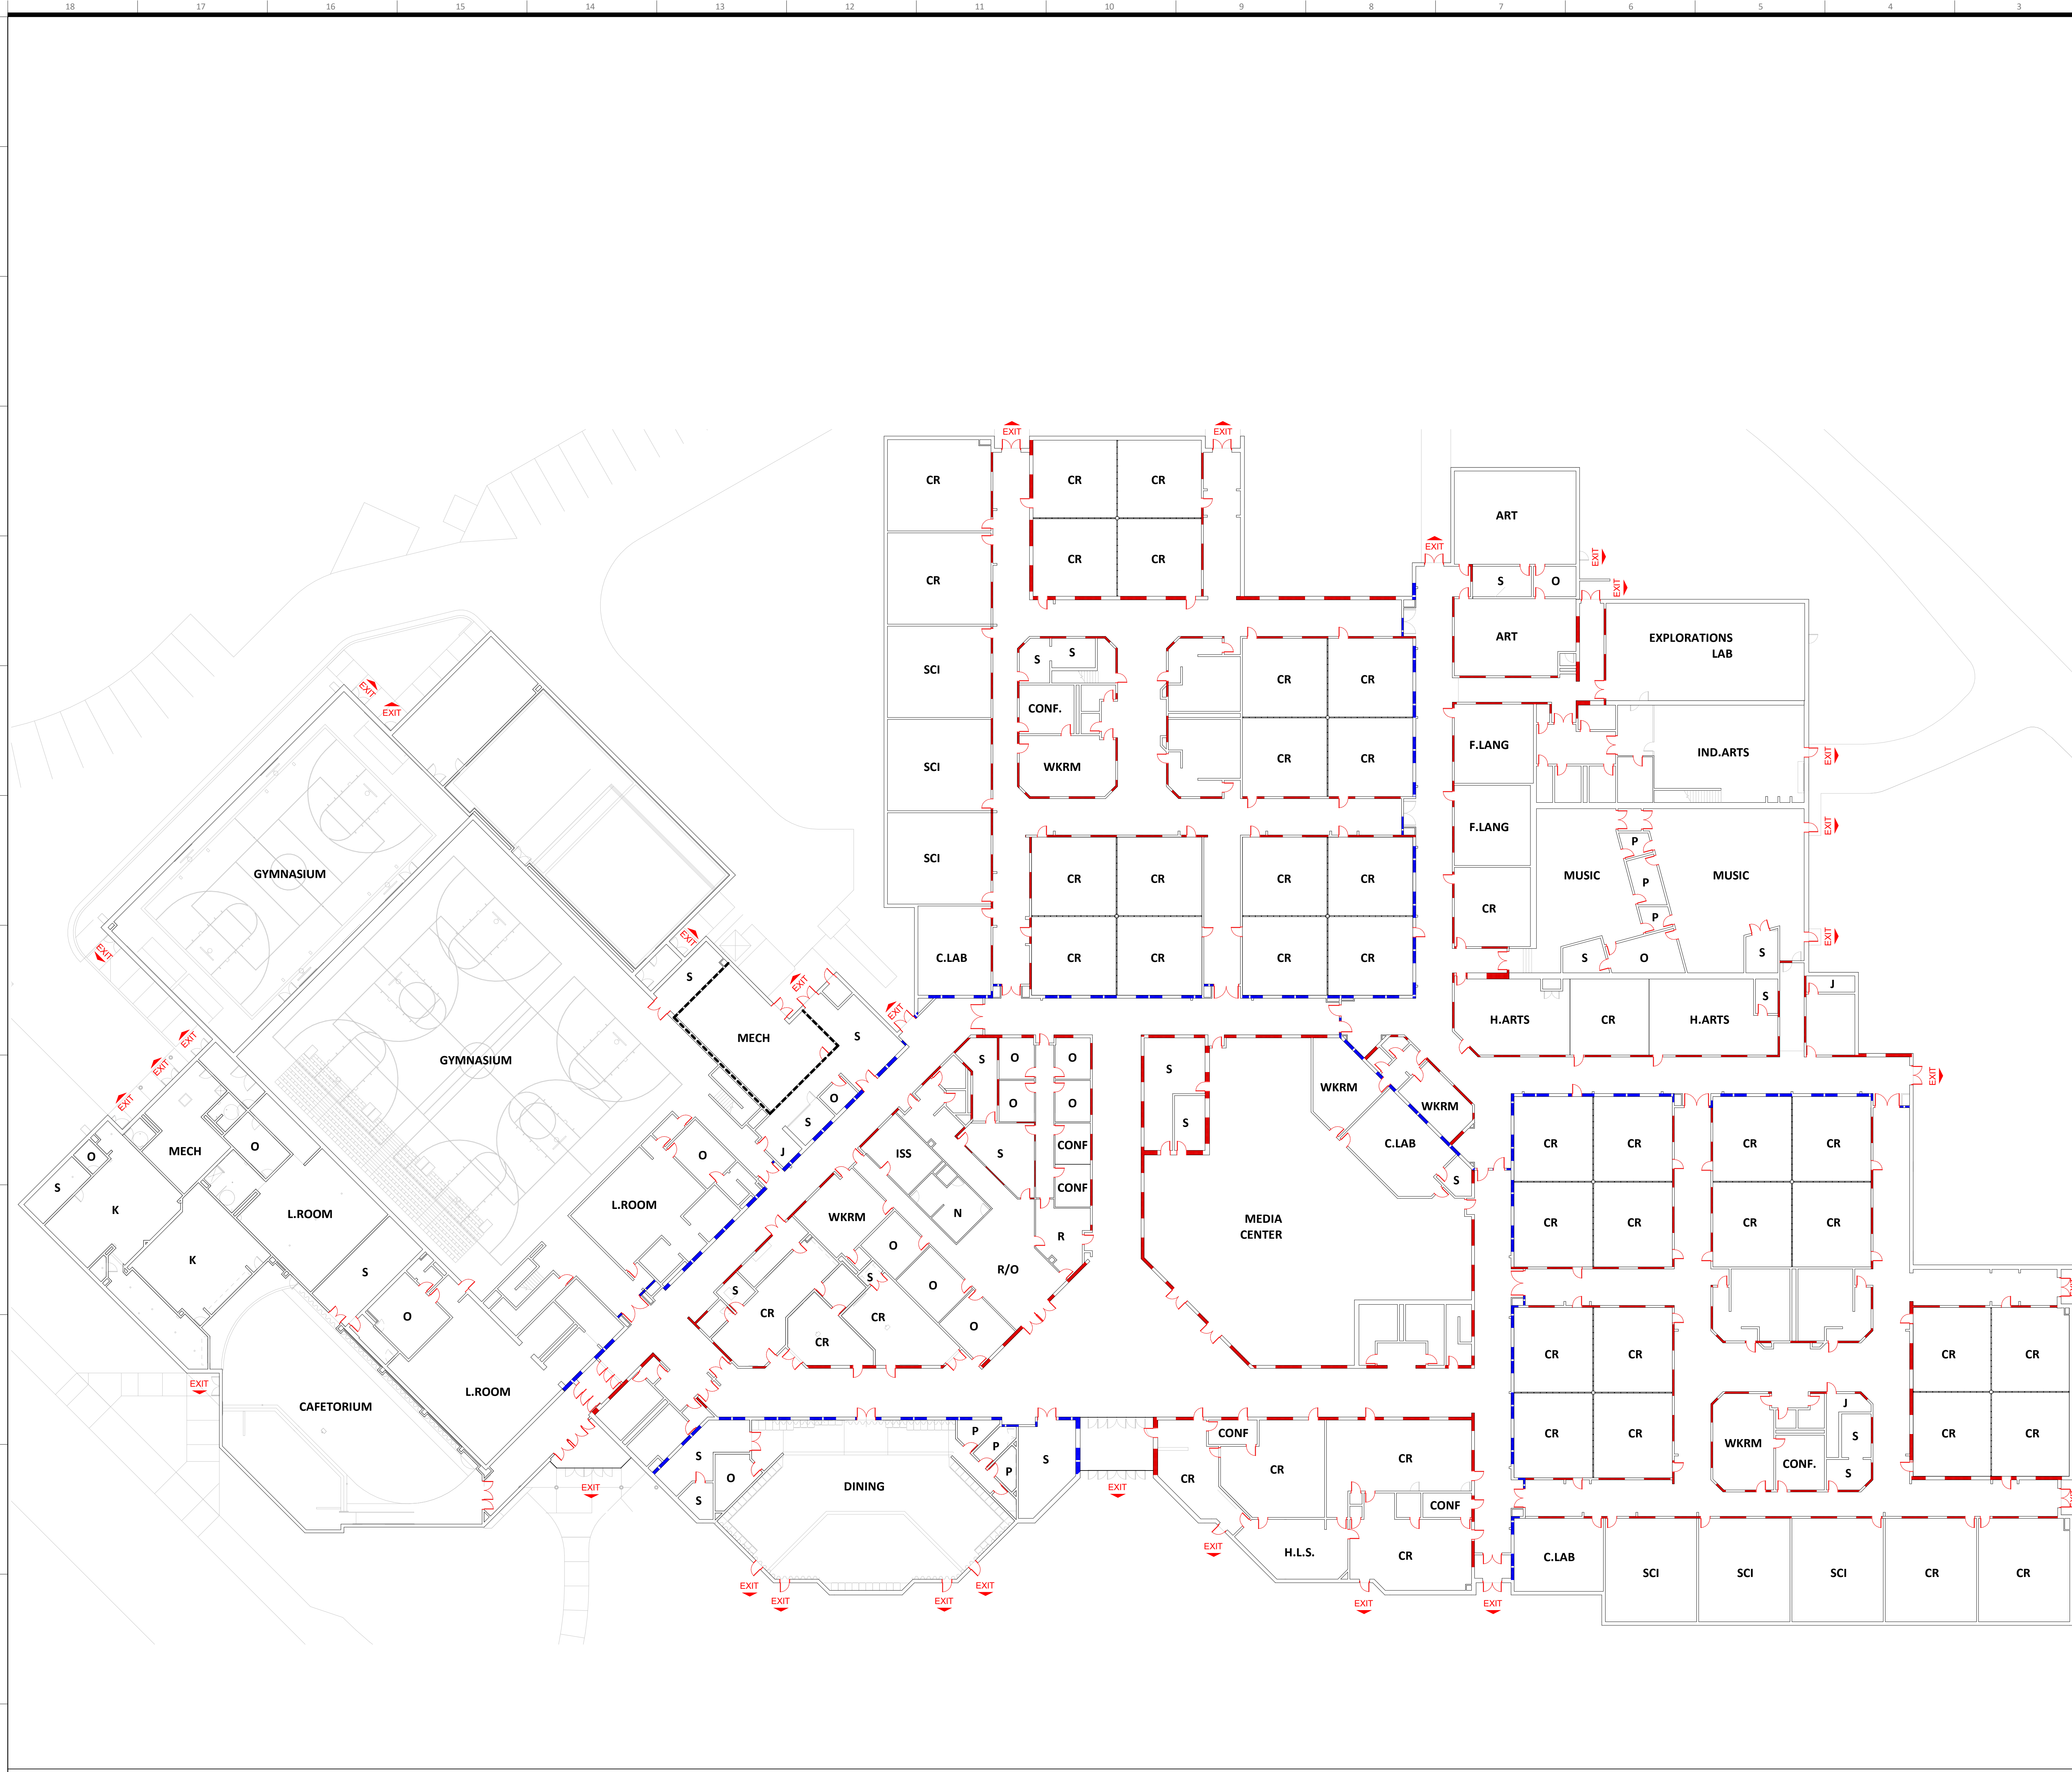 18 17 16 15 14 13 12 11 10 9 8 7 6 5 4 3
EXIT EXIT
CR CR CR
ART
EXIT
EXIT
CR CR CR
S O
EXIT
CR
ART
EXPLORATIONS
LAB
S S
SCI
CR CR
EXIT
EXIT
CONF.
F.LANG
IND.ARTS
EXIT
SCI
WKRM
CR CR
F.LANG
EXIT
P
SCI
GYMNASIUM
CR CR CR CR
MUSIC
MUSIC
P
CR
P
EXIT
EXIT
EXIT
C.LAB
CR CR CR CR
S O S
S
EXIT
J
S
EXIT
H.ARTS CR H.ARTS
MECH
S
EXIT
EXIT
GYMNASIUM
S O O
S
EXIT
EXIT
WKRM
EXIT
O
O O
WKRM
S
S
CR CR CR CR
MECH
O
O
J
ISS
S
CONF
C.LAB
O
S
K
L.ROOM
L.ROOM
WKRM
N
CONF
S
MEDIA
CENTER
CR CR CR CR
K
S
O
R
R/O
S
O
S
O
CR
CR
CR
O
CR CR CR CR
EXIT
CAFETORIUM
L.ROOM
J
CONF
P
P
CR CR
WKRM
S
CR CR
S
O
P
S
CR
CR
CR
CONF.
S
S
DINING
EXIT
EXIT
CONF
EXIT
H.L.S.
CR
C.LAB
SCI SCI SCI CR CR
EXIT EXIT EXIT EXIT
EXIT EXIT